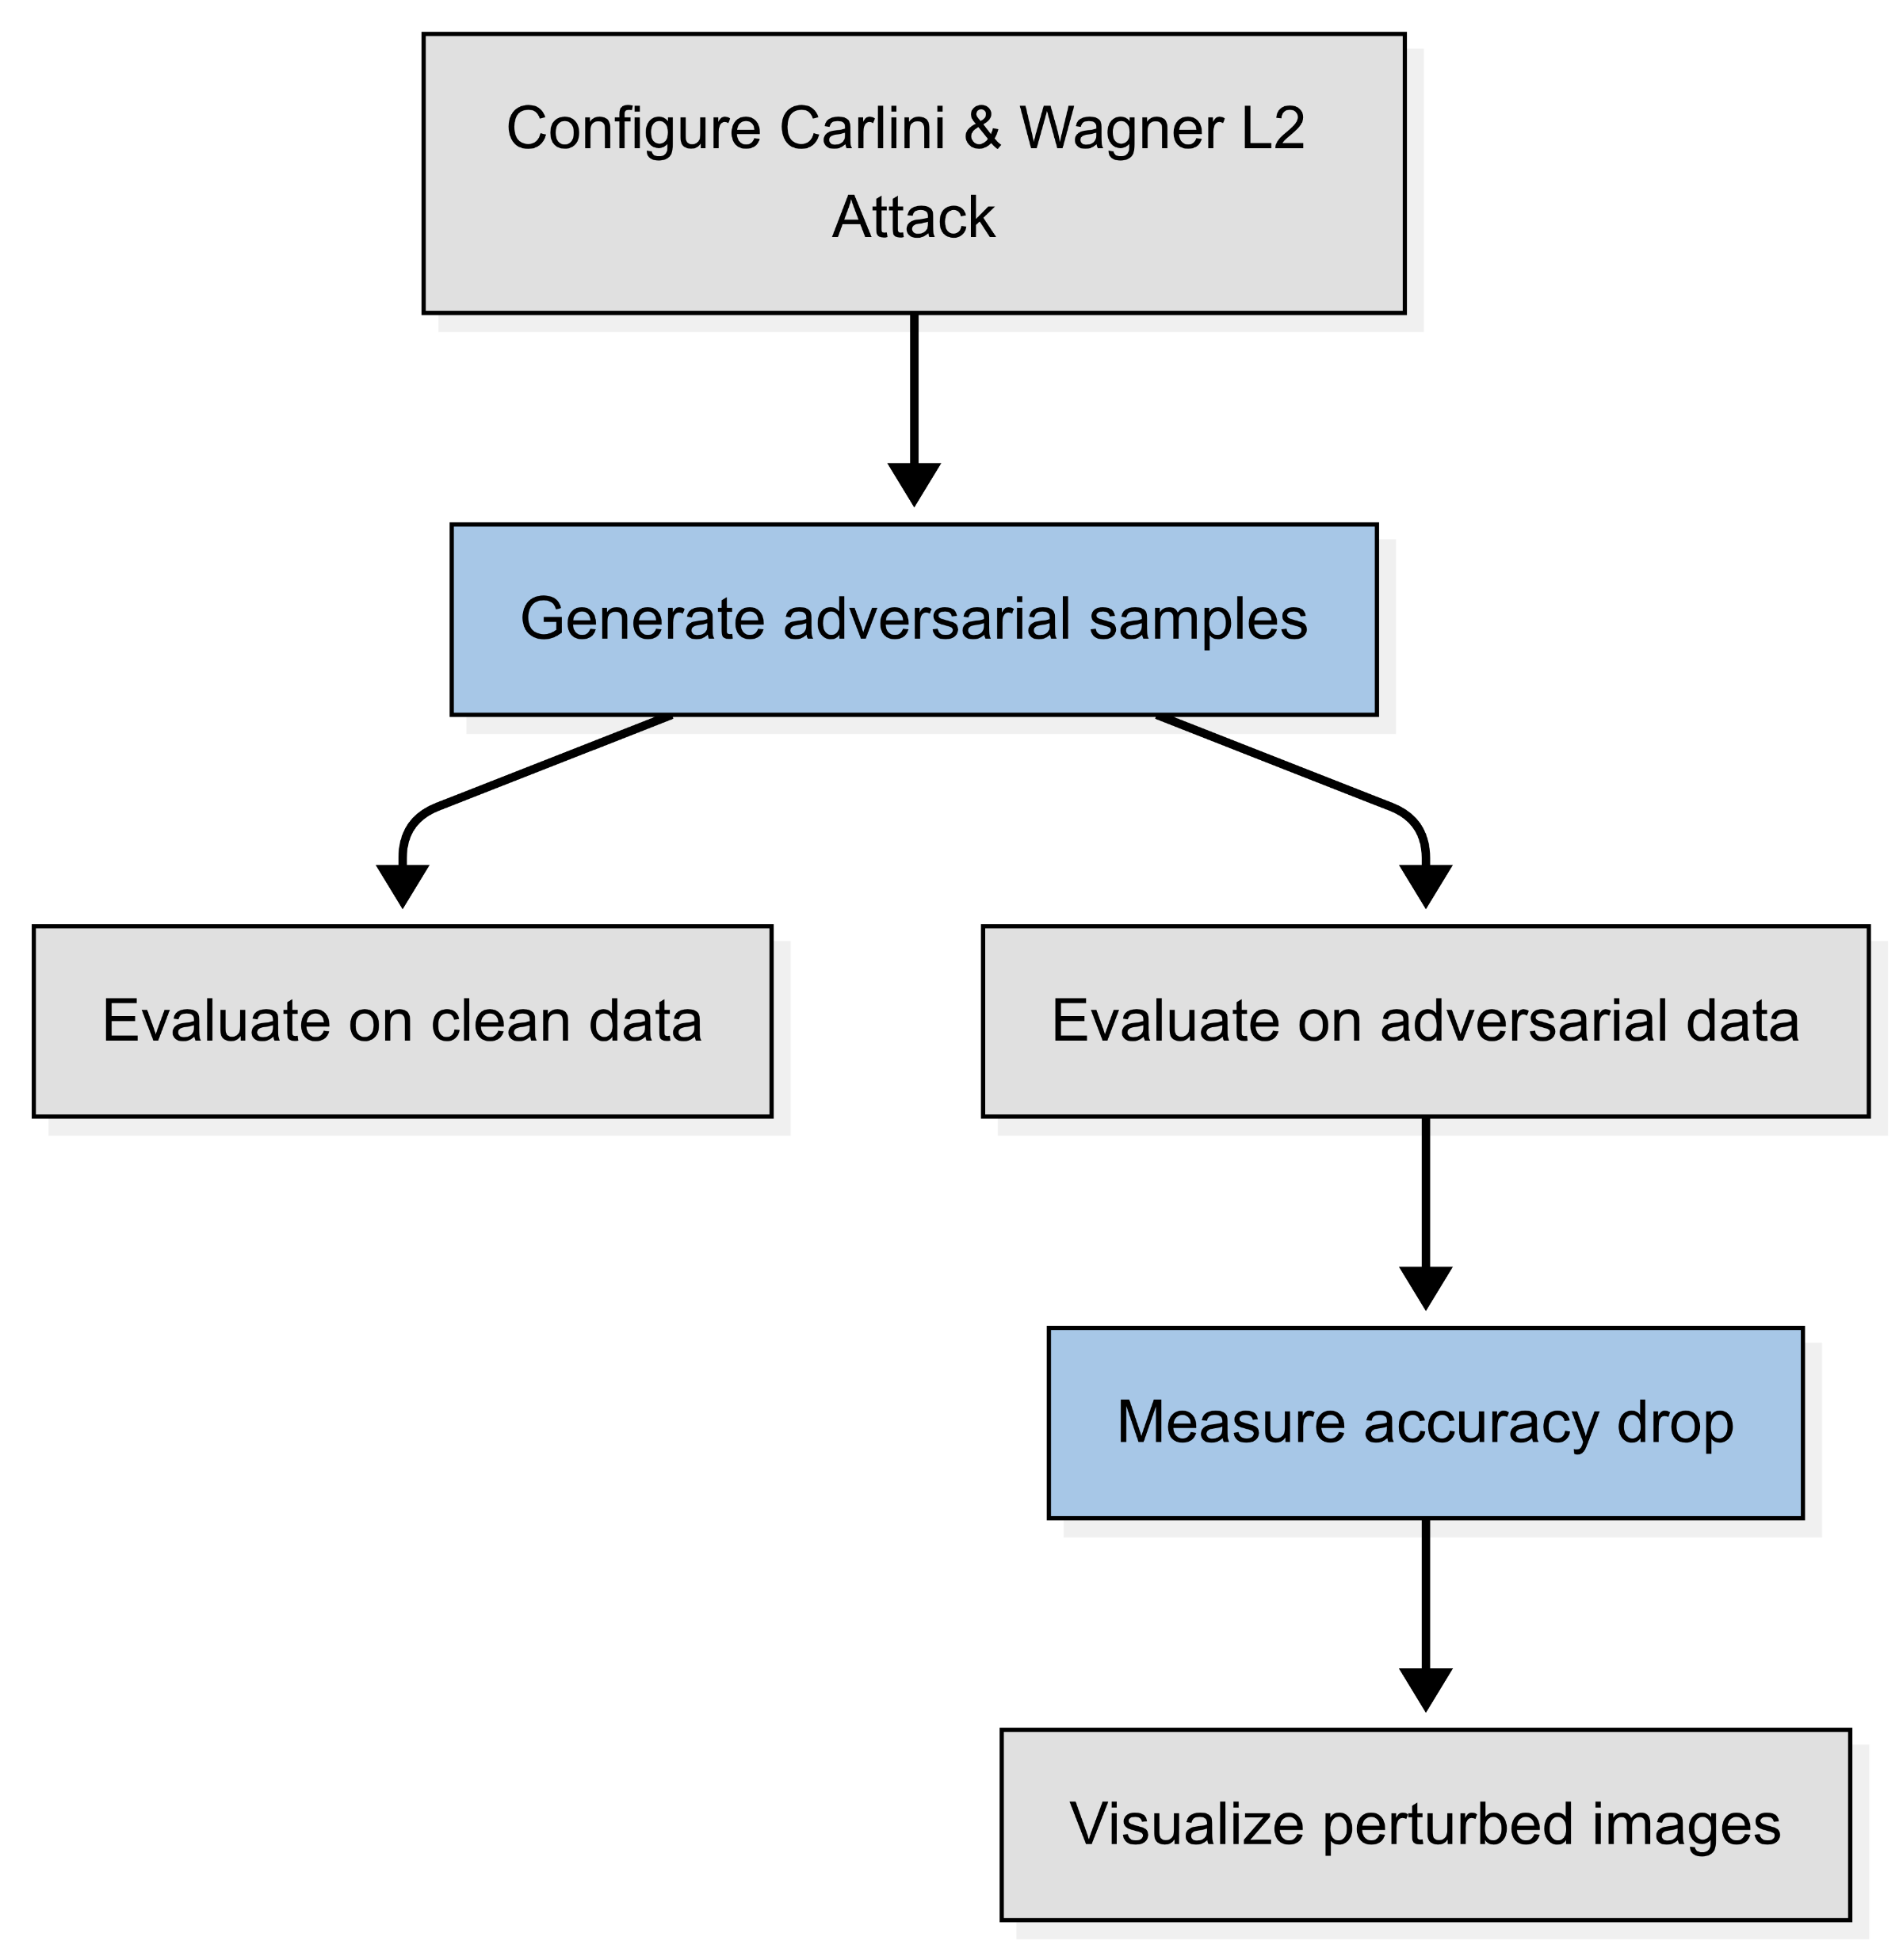 Configure Carlini & Wagner L2
Attack
Generate adversarial samples
Evaluate on clean data
Evaluate on adversarial data
Measure accuracy drop
Visualize perturbed images